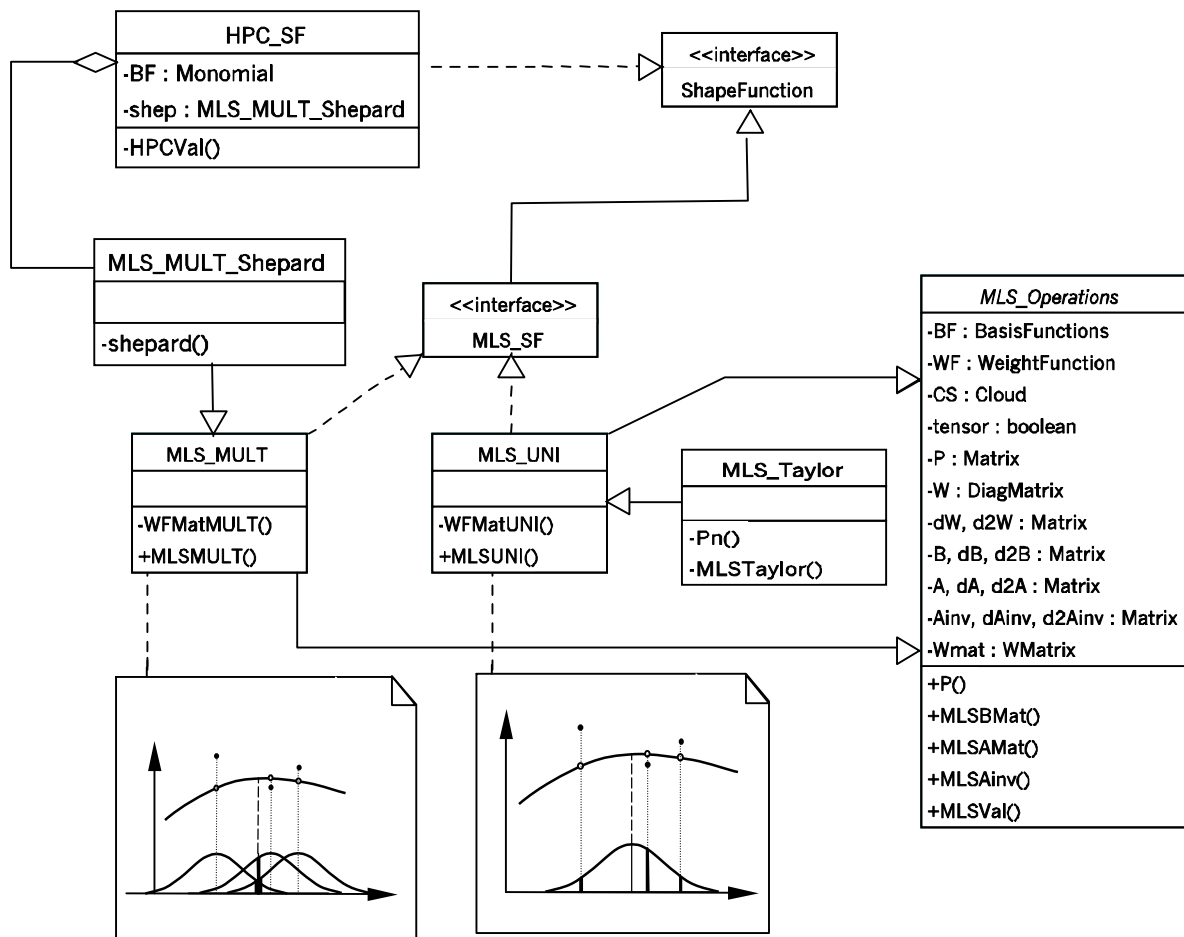 HPC_SF
-BF : Monomial
-shep : MLS_MULT_Shepard
-HPCVal()
<<interface>>
ShapeFunction
MLS_MULT_Shepard
-shepard()
<<interface>>
MLS_SF
MLS_Operations
-BF : BasisFunctions
-WF : WeightFunction
-CS : Cloud
-tensor : boolean
-P : Matrix
-W : DiagMatrix
-dW, d2W : Matrix
-B, dB, d2B : Matrix
-A, dA, d2A : Matrix
-Ainv, dAinv, d2Ainv : Matrix
-Wmat : WMatrix
+P()
+MLSBMat()
+MLSAMat()
+MLSAinv()
+MLSVal()
MLS_MULT
-WFMatMULT()
+MLSMULT()
MLS_UNI
-WFMatUNI()
+MLSUNI()
MLS_Taylor
-Pn()
-MLSTaylor()